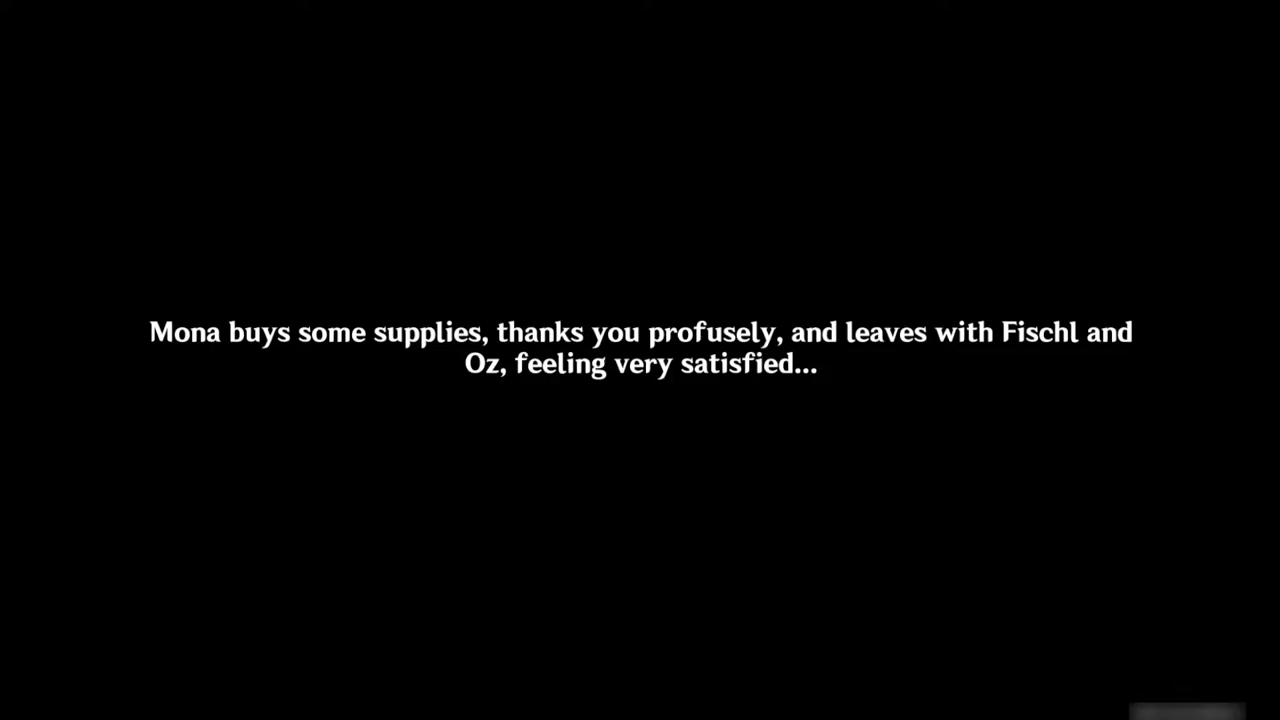 Mona buys some supplies, thanks you profusely, and leaves with Fischl and
Oz, feeling very satisfied...